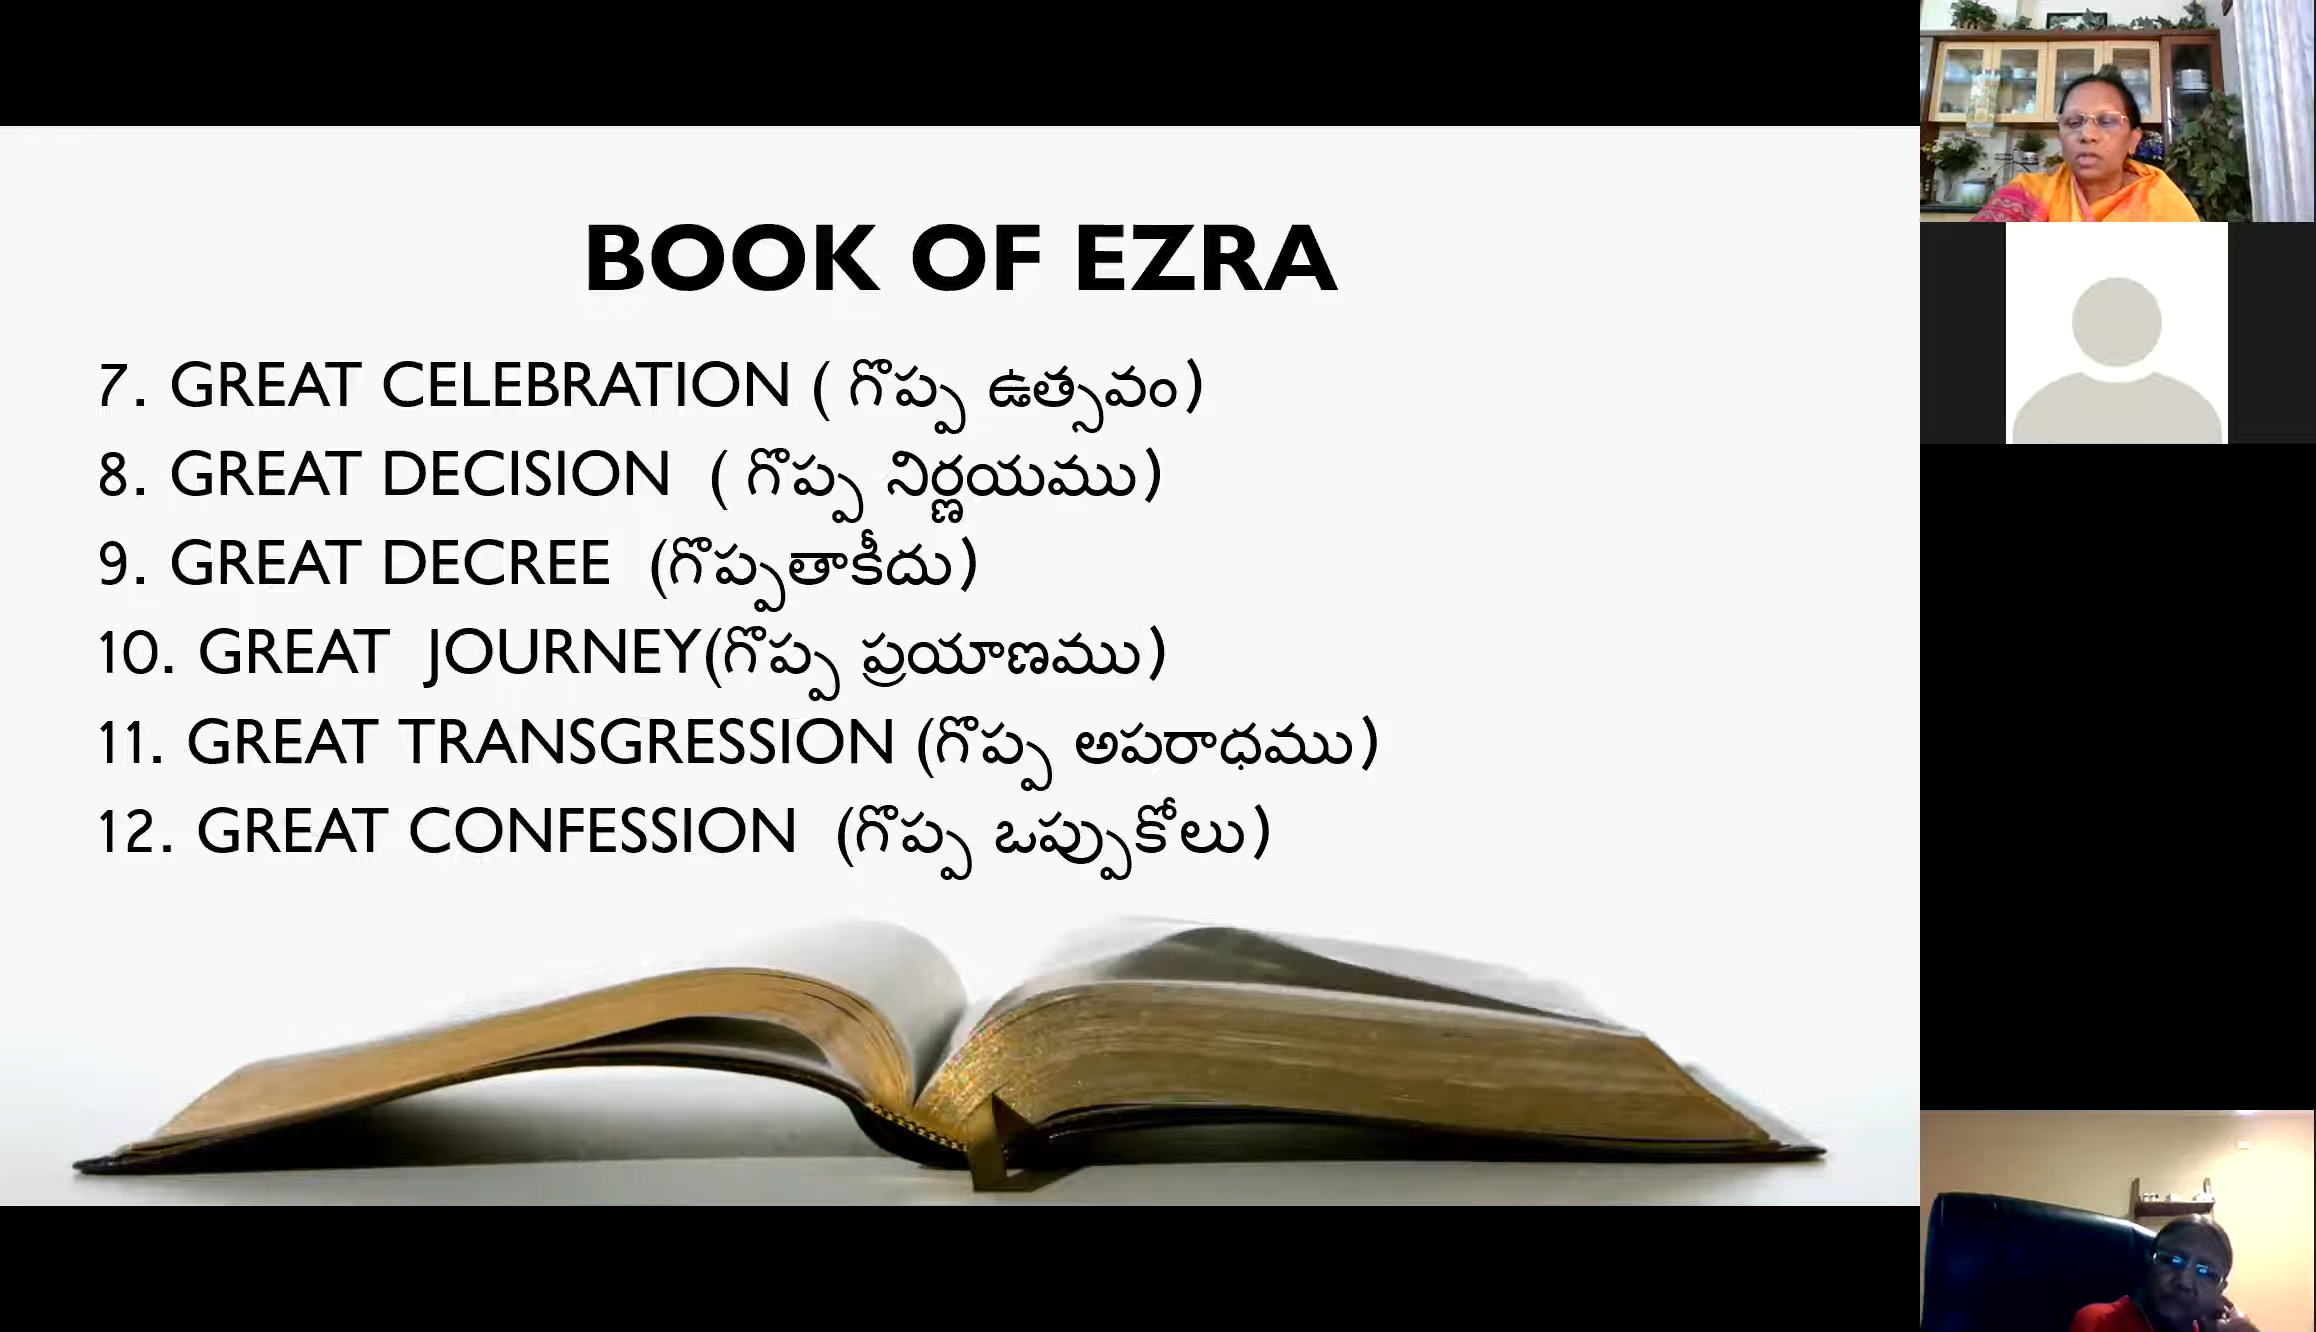 BOOK OF EZRA
7. GREAT CELEBRATION ( గొప్ప ఉత్సవం)
8. GREAT DECISION ( గొప్ప నిర్ణయము)
9. GREAT DECREE (గొప్పతాకీదు)
10. GREAT JOURNEY(గొప్ప ప్రయాణము)
11. GREAT TRANSGRESSION (గొప్ప అపరాధము)
12. GREAT CONFESSION (గొప్ప ఒప్పుకోలు)